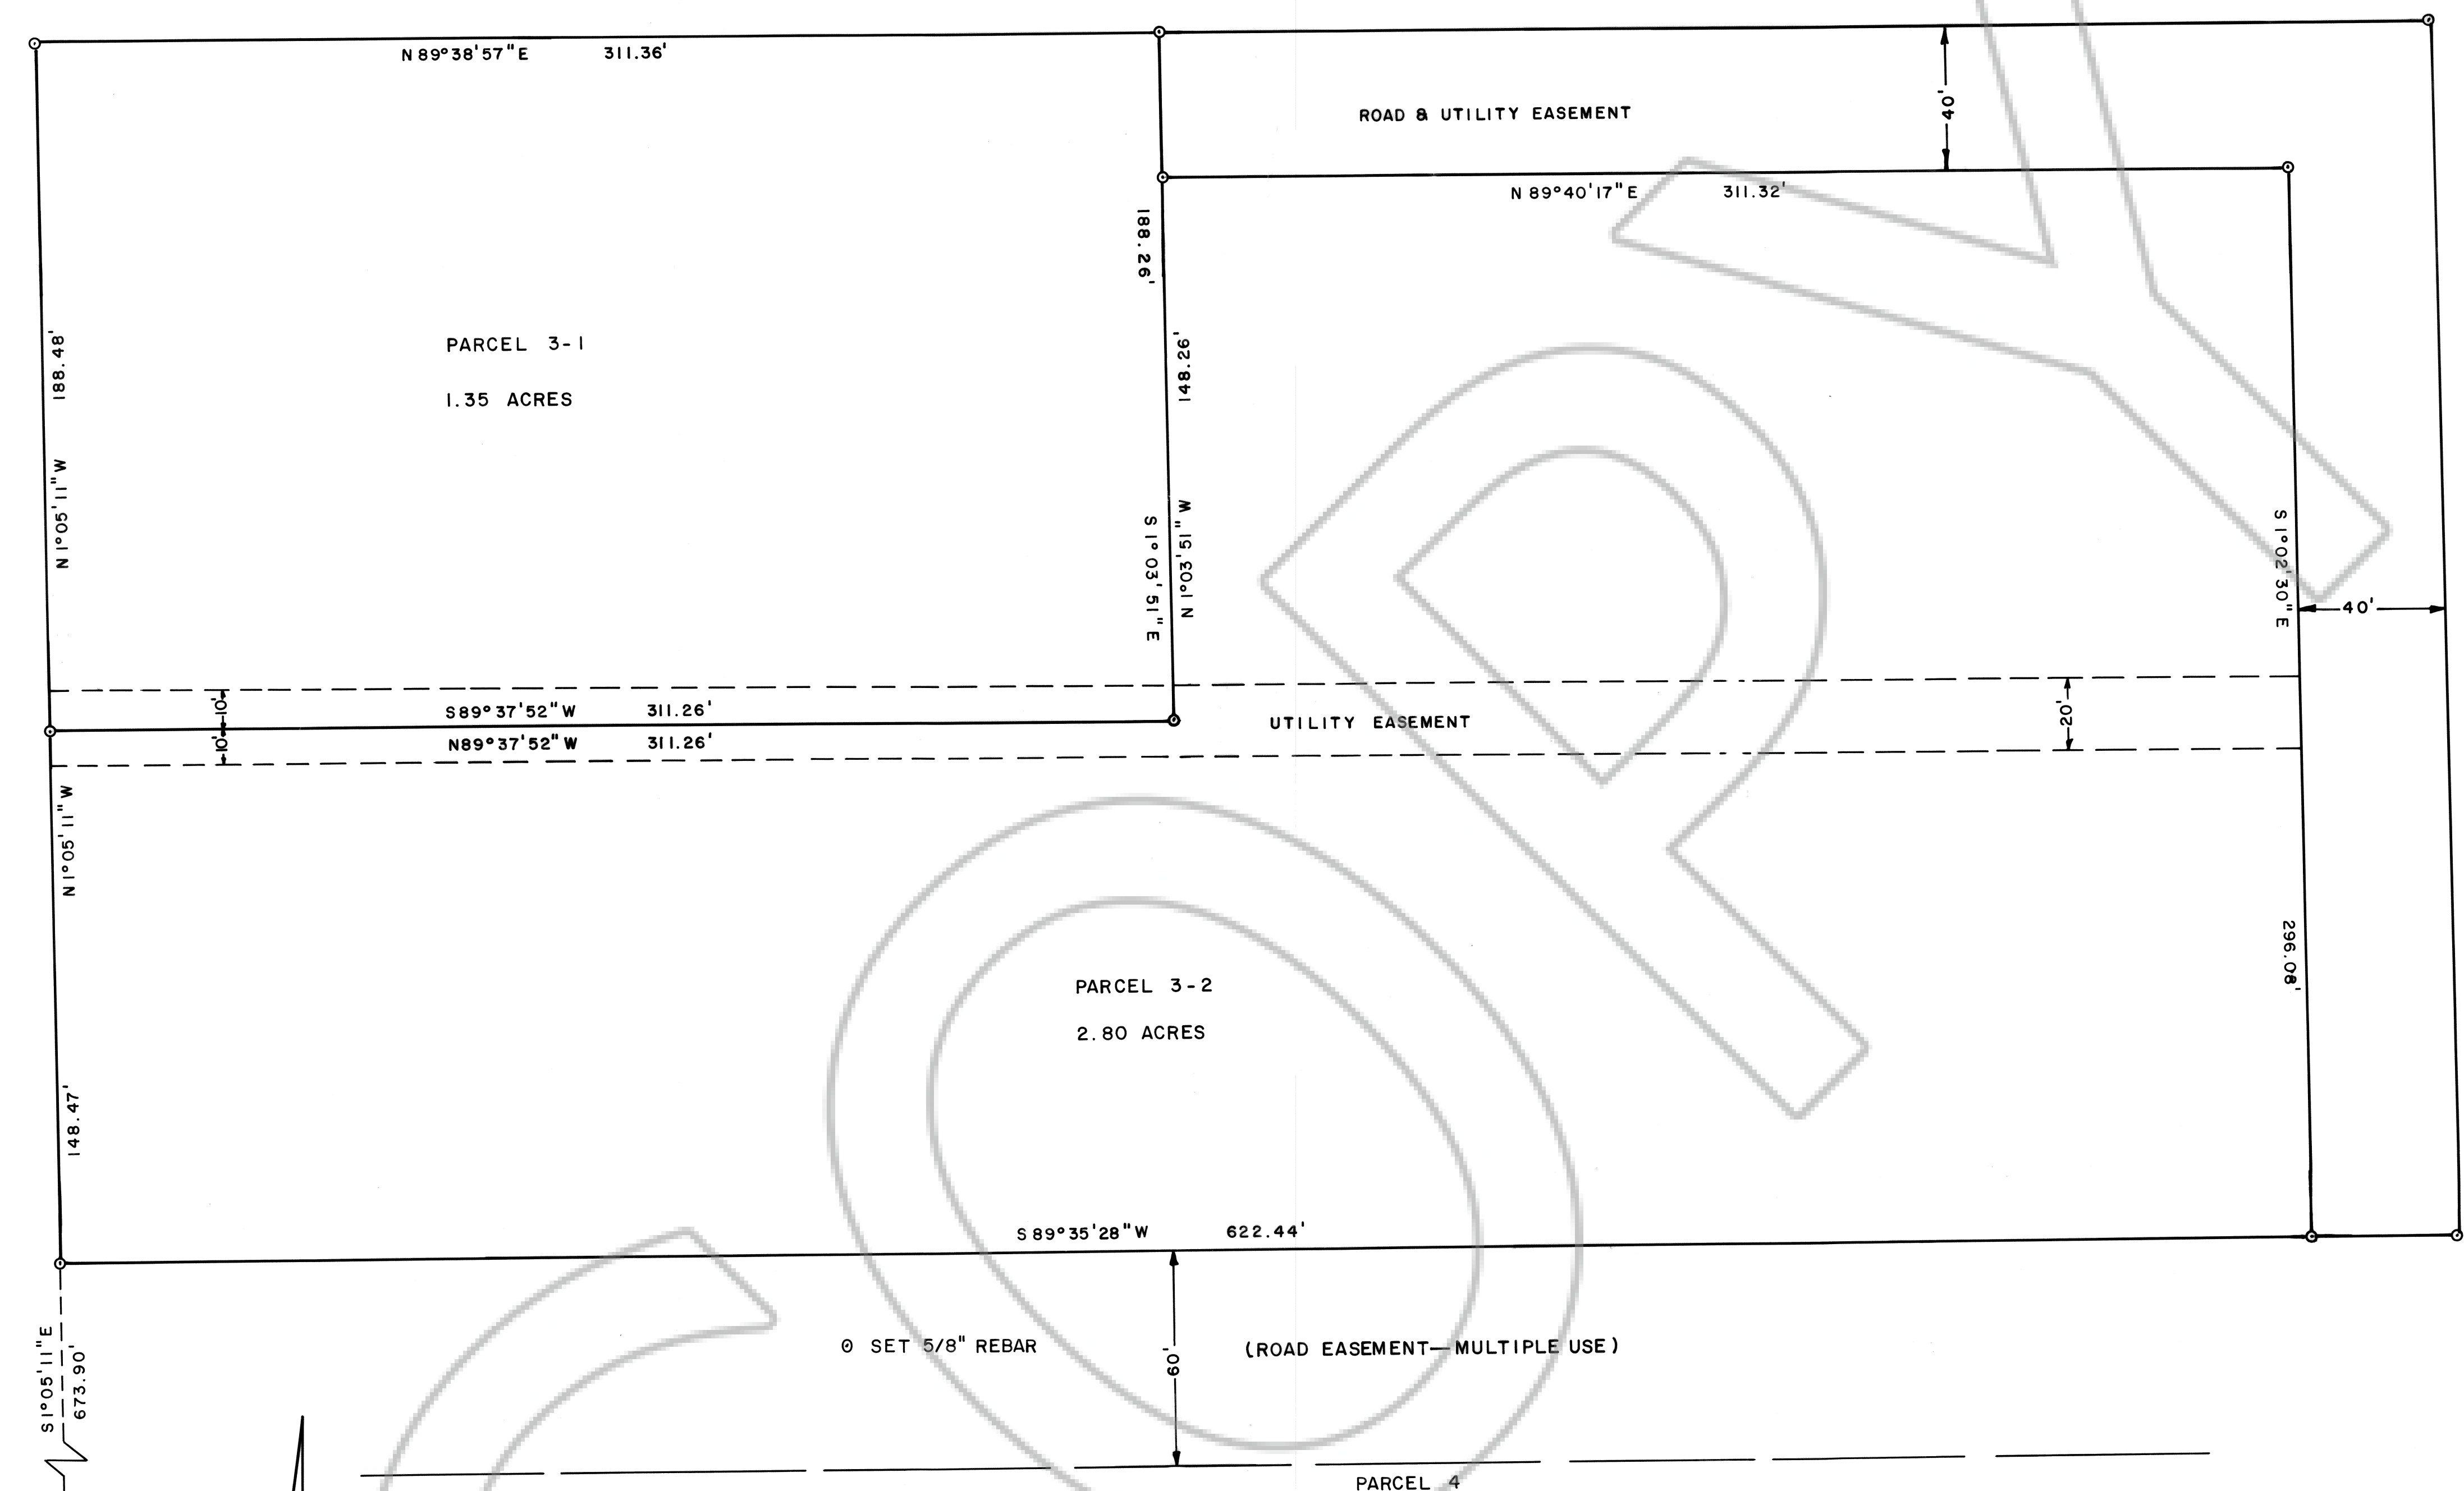 N 89°38'57" E 311.36'
40'
ROAD & UTILITY EASEMENT
N 89°40'17" E 311.32'
188.26'
188.48'
N 1°05'11" W
PARCEL 3-1
1.35 ACRES
148.26'
S 1°03'51" E
N 1°03'51" W
S 1°02'30" E
40'
10'
S 89°37'52" W 311.26'
10'
N 89°37'52" W 311.26'
UTILITY EASEMENT
20'
N 1°05'11" W
148.47'
PARCEL 3-2
2.80 ACRES
296.08'
S 89°35'28" W 622.44'
S 1°05'11" E
673.90'
⊙ SET 5/8" REBAR
60'
(ROAD EASEMENT—MULTIPLE USE)
PARCEL 4
COPY